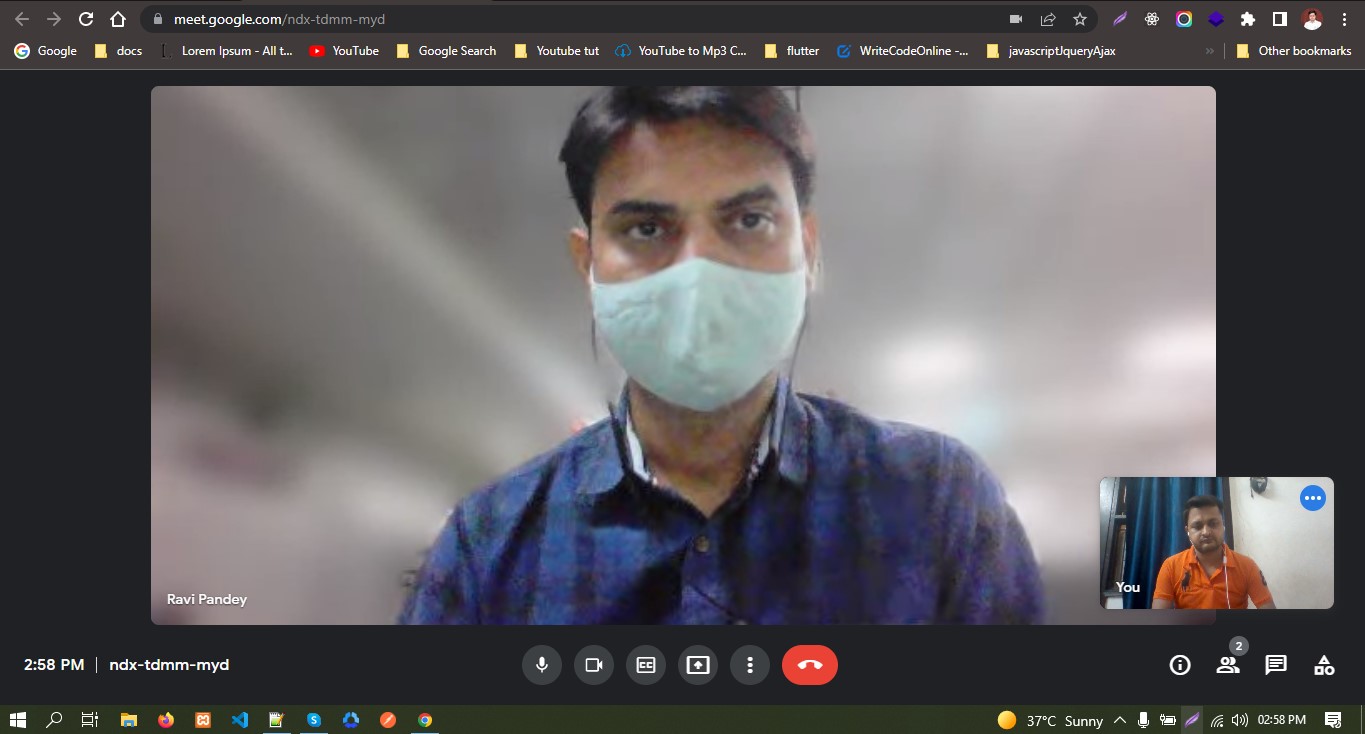 meet.google.com/ndx-tdmm-myd
Google docs Lorem Ipsum - All t... YouTube Google Search Youtube tut YouTube to Mp3 C... flutter WriteCodeOnline -... javascriptJqueryAjax » Other bookmarks
Ravi Pandey
You
2:58 PM | ndx-tdmm-myd
CC
2
37°C Sunny 02:58 PM